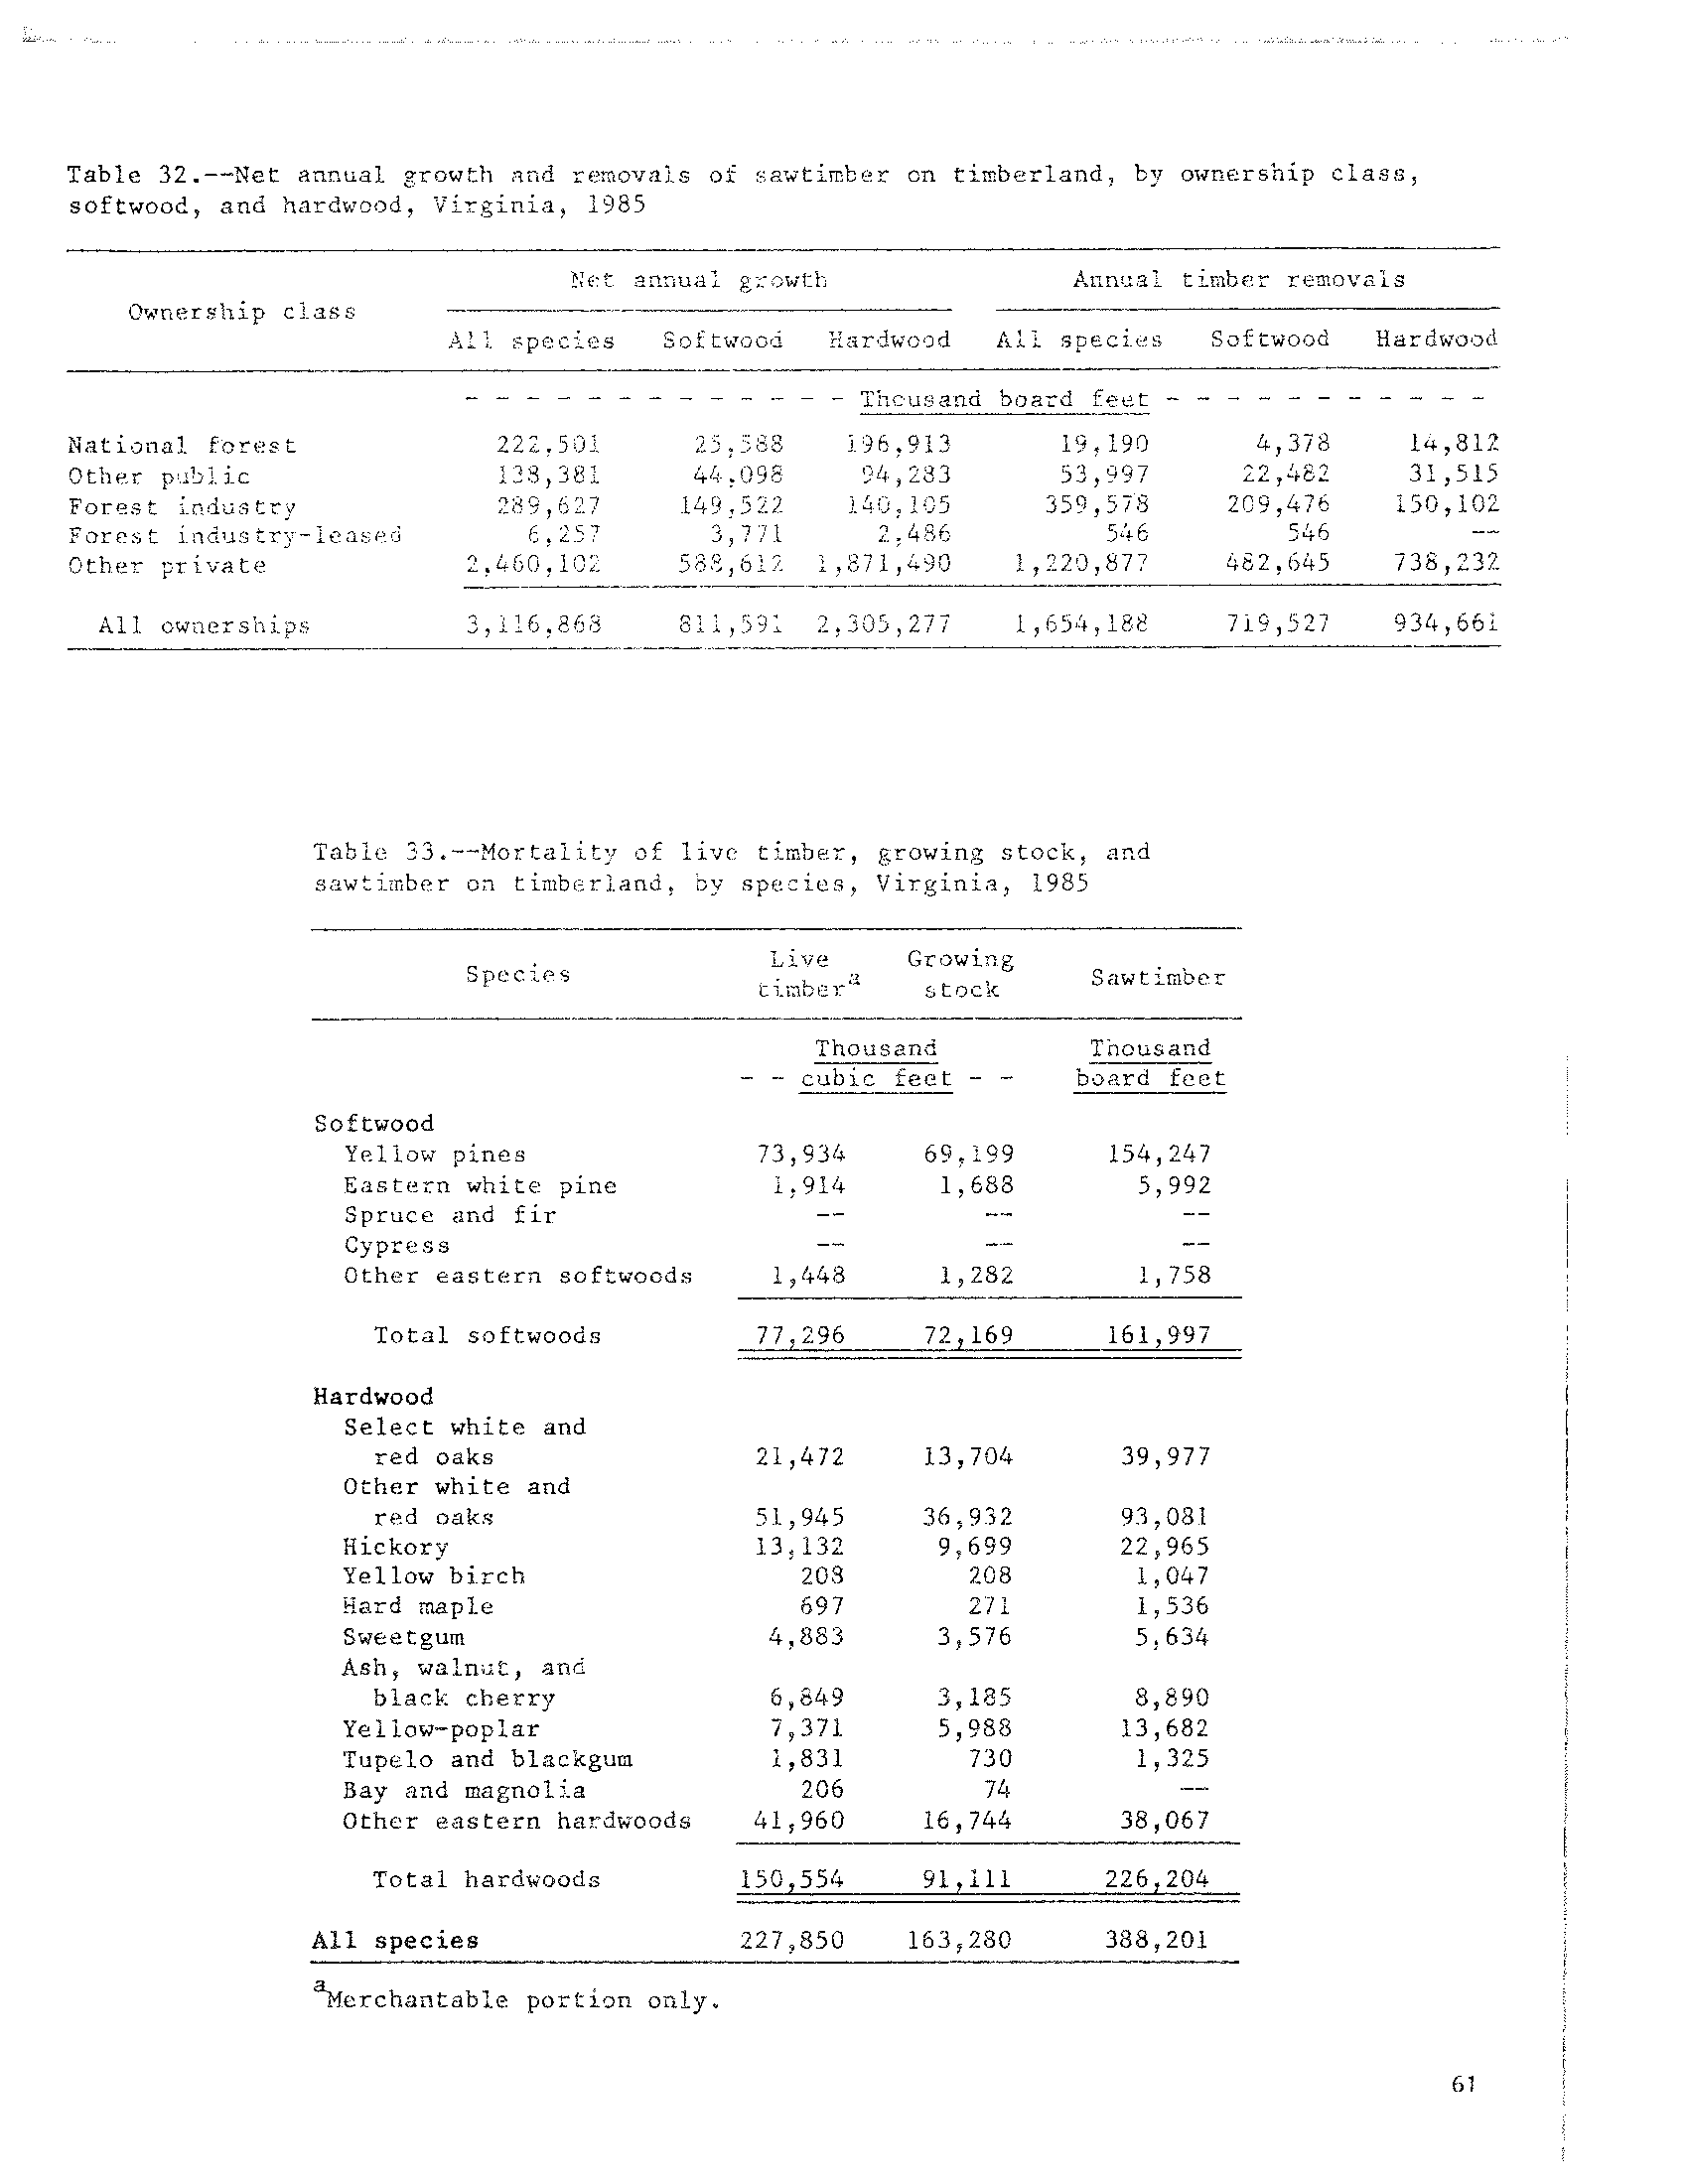 Table 32.--Net annual growth and removals of sawtimber on timberland, by ownership class,
softwood, and hardwood, Virginia, 1985
Net annual growth Annual timber removals
Ownership class
All species Softwood Hardwood All species Softwood Hardwood
- - - - - - - - - - - - - Thousand board feet - - - - - - - - - - -
National forest 222,501 25,588 196,913 19,190 4,378 14,812
Other public 138,381 44,098 94,283 53,997 22,482 31,515
Forest industry 289,627 149,522 140,105 359,578 209,476 150,102
Forest industry-leased 6,257 3,771 2,486 546 546 --
Other private 2,460,102 588,612 1,871,490 1,220,877 482,645 738,232
All ownerships 3,116,868 811,591 2,305,277 1,654,188 719,527 934,661
Table 33.--Mortality of live timber, growing stock, and
sawtimber on timberland, by species, Virginia, 1985
Live Growing
Species Sawtimber
timberᵃ stock
Thousand Thousand
- - cubic feet - - board feet
Softwood
Yellow pines 73,934 69,199 154,247
Eastern white pine 1,914 1,688 5,992
Spruce and fir -- -- --
Cypress -- -- --
Other eastern softwoods 1,448 1,282 1,758
Total softwoods 77,296 72,169 161,997
Hardwood
Select white and
red oaks 21,472 13,704 39,977
Other white and
red oaks 51,945 36,932 93,081
Hickory 13,132 9,699 22,965
Yellow birch 208 208 1,047
Hard maple 697 271 1,536
Sweetgum 4,883 3,576 5,634
Ash, walnut, and
black cherry 6,849 3,185 8,890
Yellow-poplar 7,371 5,988 13,682
Tupelo and blackgum 1,831 730 1,325
Bay and magnolia 206 74 --
Other eastern hardwoods 41,960 16,744 38,067
Total hardwoods 150,554 91,111 226,204
All species 227,850 163,280 388,201
ᵃMerchantable portion only.
61